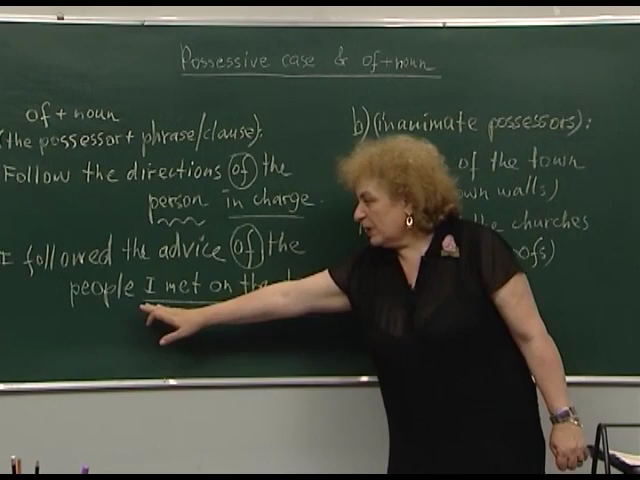 Possessive case & of+noun
of + noun
(the possessor + phrase/clause):
Follow the directions of the
person in charge.
I followed the advice of the
people I met on the
b) (inanimate possessors):
of the town
walls)
the churches